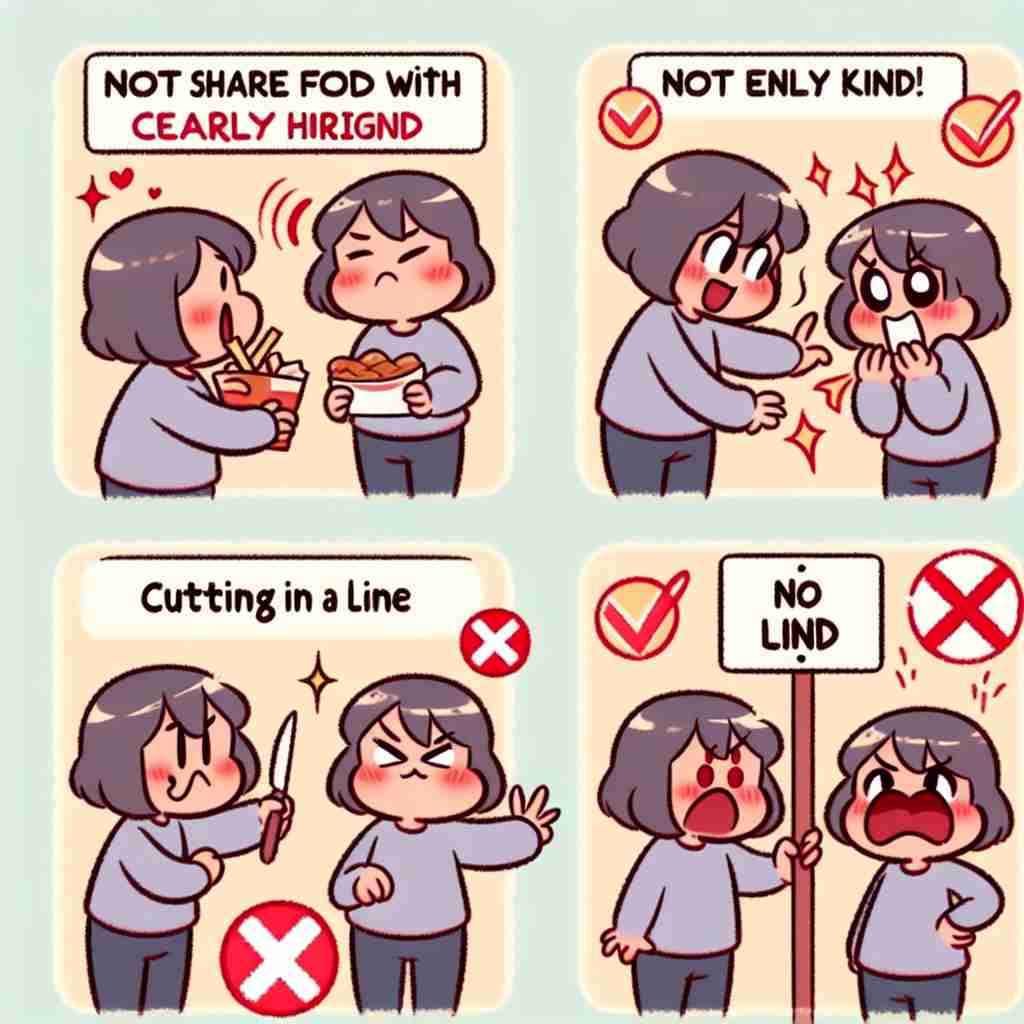 NOT SHARE FOD WITH
CEARLY HIRIGND
NOT ENLY KIND!
Cutting in a Line
NO
LIND